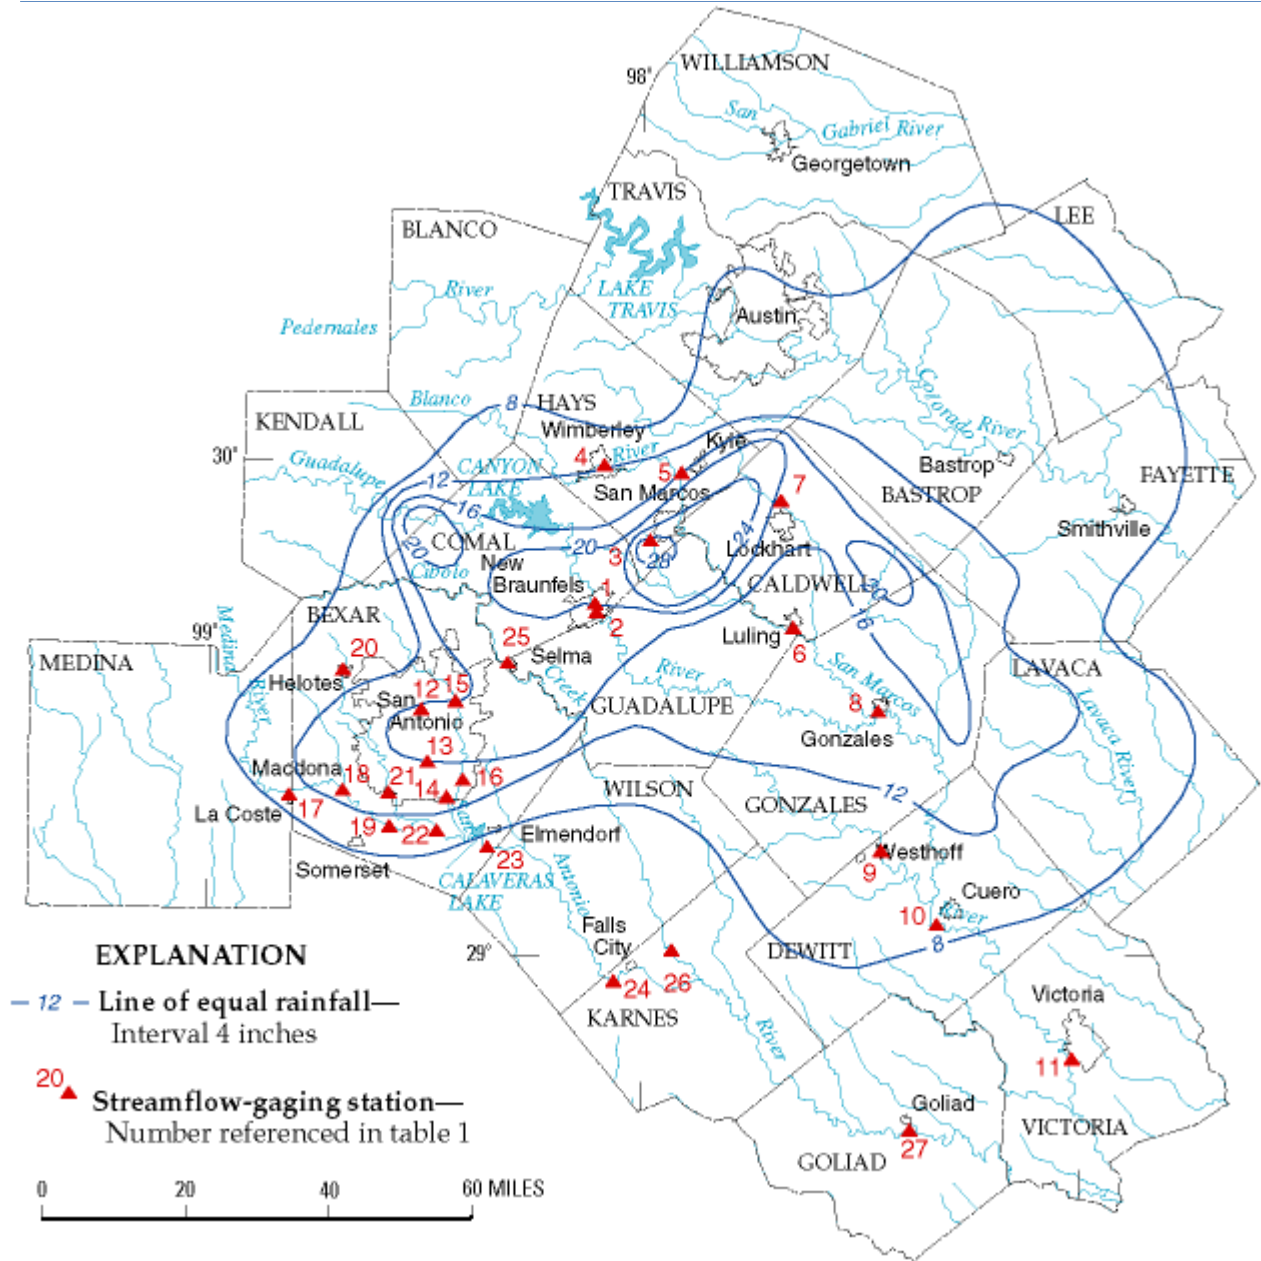 WILLIAMSON
98°
San
Gabriel River
Georgetown
TRAVIS
LEE
BLANCO
River
LAKE
TRAVIS
Pedernales
Austin
Blanco
8
HAYS
KENDALL
Wimberley
River
Kyle
Colorado
River
30°
Guadalupe
4
5
CANYON
LAKE
12
16
San Marcos
7
Bastrop
BASTROP
FAYETTE
Smithville
20
COMAL
New
Braunfels
Cibolo
20
3
28
24
Lockhart
CALDWELL
20
16
1
2
BEXAR
Medina
River
99°
MEDINA
25
Selma
Creek
Luling
6
LAVACA
20
Helotes
San
Antonio
12
15
River
San Marcos
8
Gonzales
Lavaca River
GUADALUPE
13
Macdona
18
21
14
16
WILSON
GONZALES
12
La Coste
17
19
22
Elmendorf
23
Somerset
CALAVERAS
LAKE
San
Antonio
River
Westhoff
9
Cuero
10
River
8
Falls
City
DEWITT
29°
24
26
KARNES
Victoria
11
VICTORIA
Goliad
27
GOLIAD
EXPLANATION
– 12 – Line of equal rainfall—
Interval 4 inches
20
Streamflow-gaging station—
Number referenced in table 1
0 20 40 60 MILES